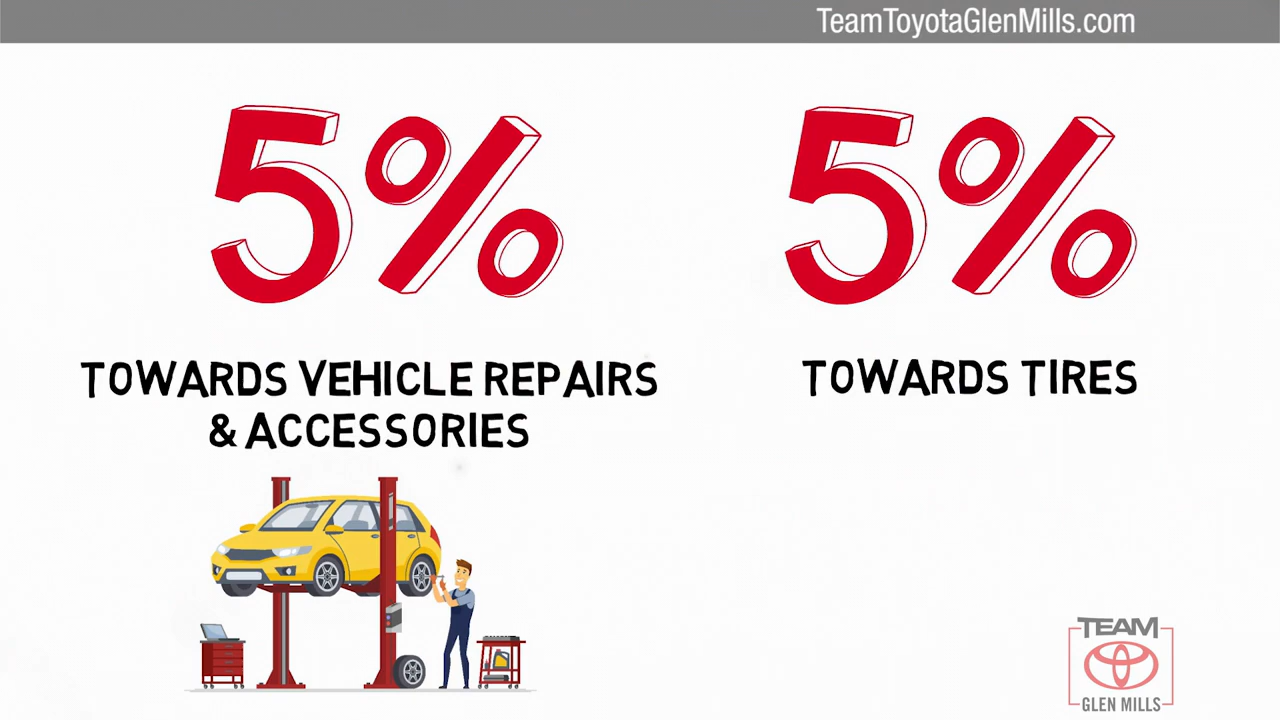 TeamToyotaGlenMills.com
5%
TOWARDS VEHICLE REPAIRS
& ACCESSORIES
5%
TOWARDS TIRES
TEAM
GLEN MILLS